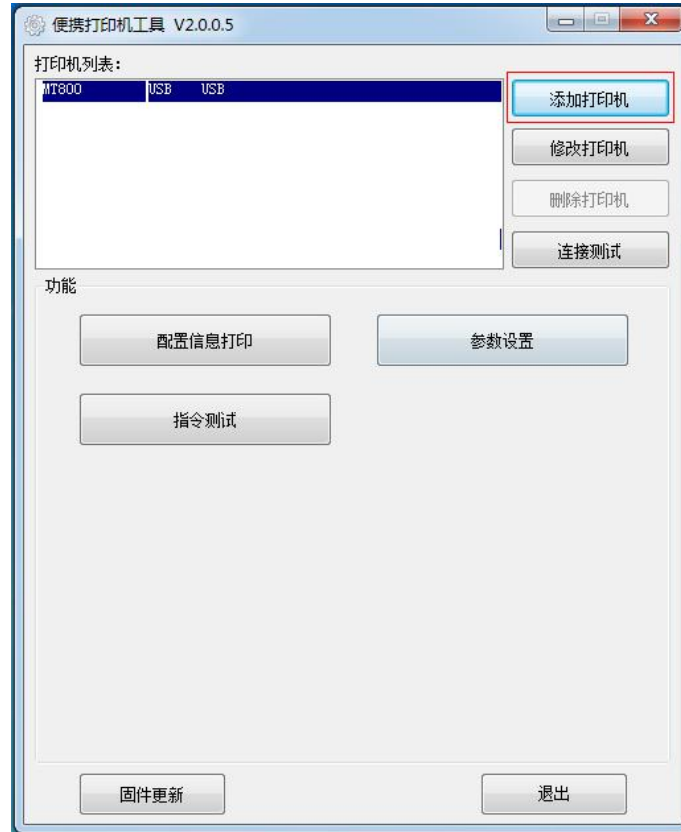 便携打印机工具 V2.0.0.5
打印机列表：
MT800 USB USB
添加打印机
修改打印机
删除打印机
连接测试
功能
配置信息打印 参数设置
指令测试
固件更新 退出